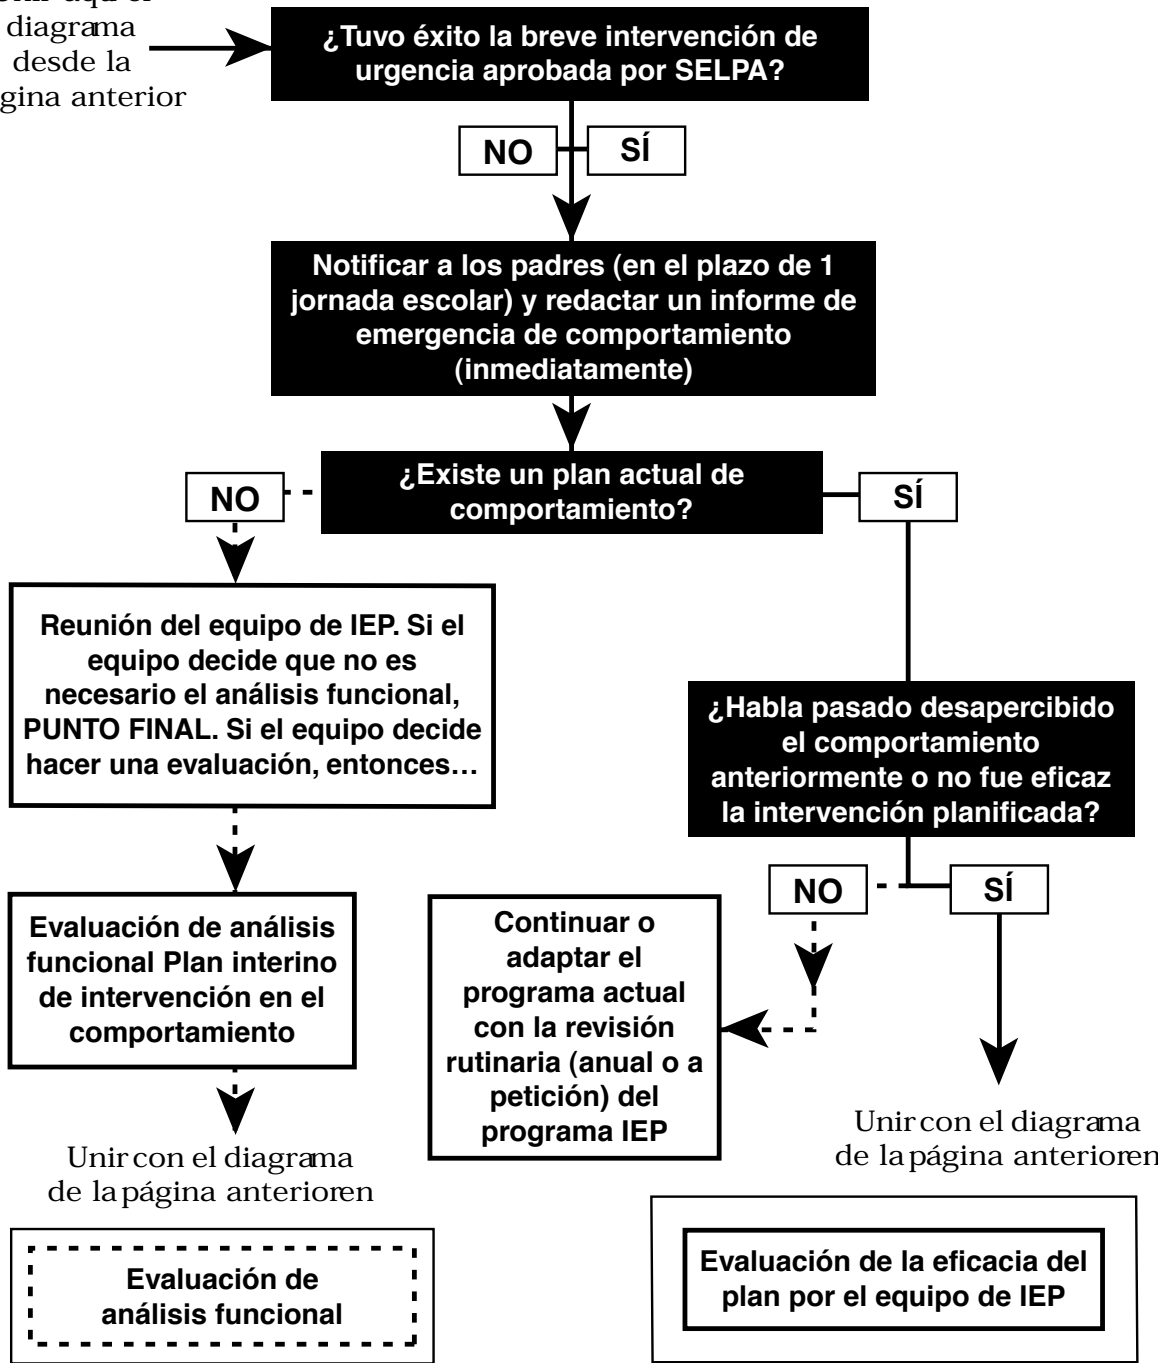 diagrama
desde la
anterior
¿Tuvo éxito la breve intervención de
urgencia aprobada por SELPA?
NO
SÍ
Notificar a los padres (en el plazo de 1
jornada escolar) y redactar un informe de
emergencia de comportamiento
(inmediatamente)
¿Existe un plan actual de
comportamiento?
NO
SÍ
Reunión del equipo de IEP. Si el
equipo decide que no es
necesario el análisis funcional,
PUNTO FINAL. Si el equipo decide
hacer una evaluación, entonces…
¿Habla pasado desapercibido
el comportamiento
anteriormente o no fue eficaz
la intervención planificada?
NO
SÍ
Evaluación de análisis
funcional Plan interino
de intervención en el
comportamiento
Continuar o
adaptar el
programa actual
con la revisión
rutinaria (anual o a
petición) del
programa IEP
Unir con el diagrama
de la página anterioren
Unir con el diagrama
de la página anterioren
Evaluación de
análisis funcional
Evaluación de la eficacia del
plan por el equipo de IEP